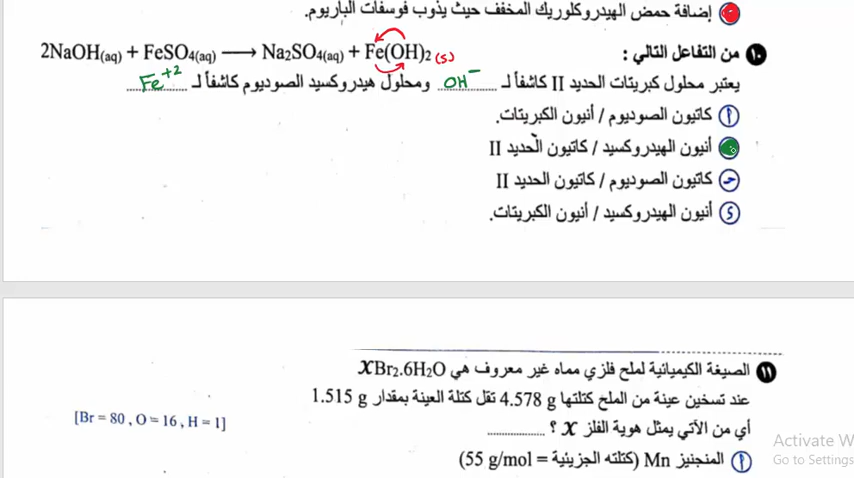 إضافة حمض الهيدروكلوريك المخفف حيث يذوب فوسفات الباريوم.
١٠ من التفاعل التالي :
2NaOH(aq) + FeSO4(aq) ⟶ Na2SO4(aq) + Fe(OH)2 (s)
يعتبر محلول كبريتات الحديد II كاشفاً لـ OH⁻ ومحلول هيدروكسيد الصوديوم كاشفاً لـ Fe⁺²
أ كاتيون الصوديوم / أنيون الكبريتات.
أنيون الهيدروكسيد / كاتيون الحديد II
ج كاتيون الصوديوم / كاتيون الحديد II
د أنيون الهيدروكسيد / أنيون الكبريتات.
١١ الصيغة الكيميائية لملح فلزي مماه غير معروف هي XBr2.6H2O
عند تسخين عينة من الملح كتلتها 4.578 g تقل كتلة العينة بمقدار 1.515 g
[Br = 80 , O = 16 , H = 1]
أي من الآتي يمثل هوية الفلز X ؟
أ المنجنيز Mn (كتلته الجزيئية = 55 g/mol)
Activate W
Go to Settings